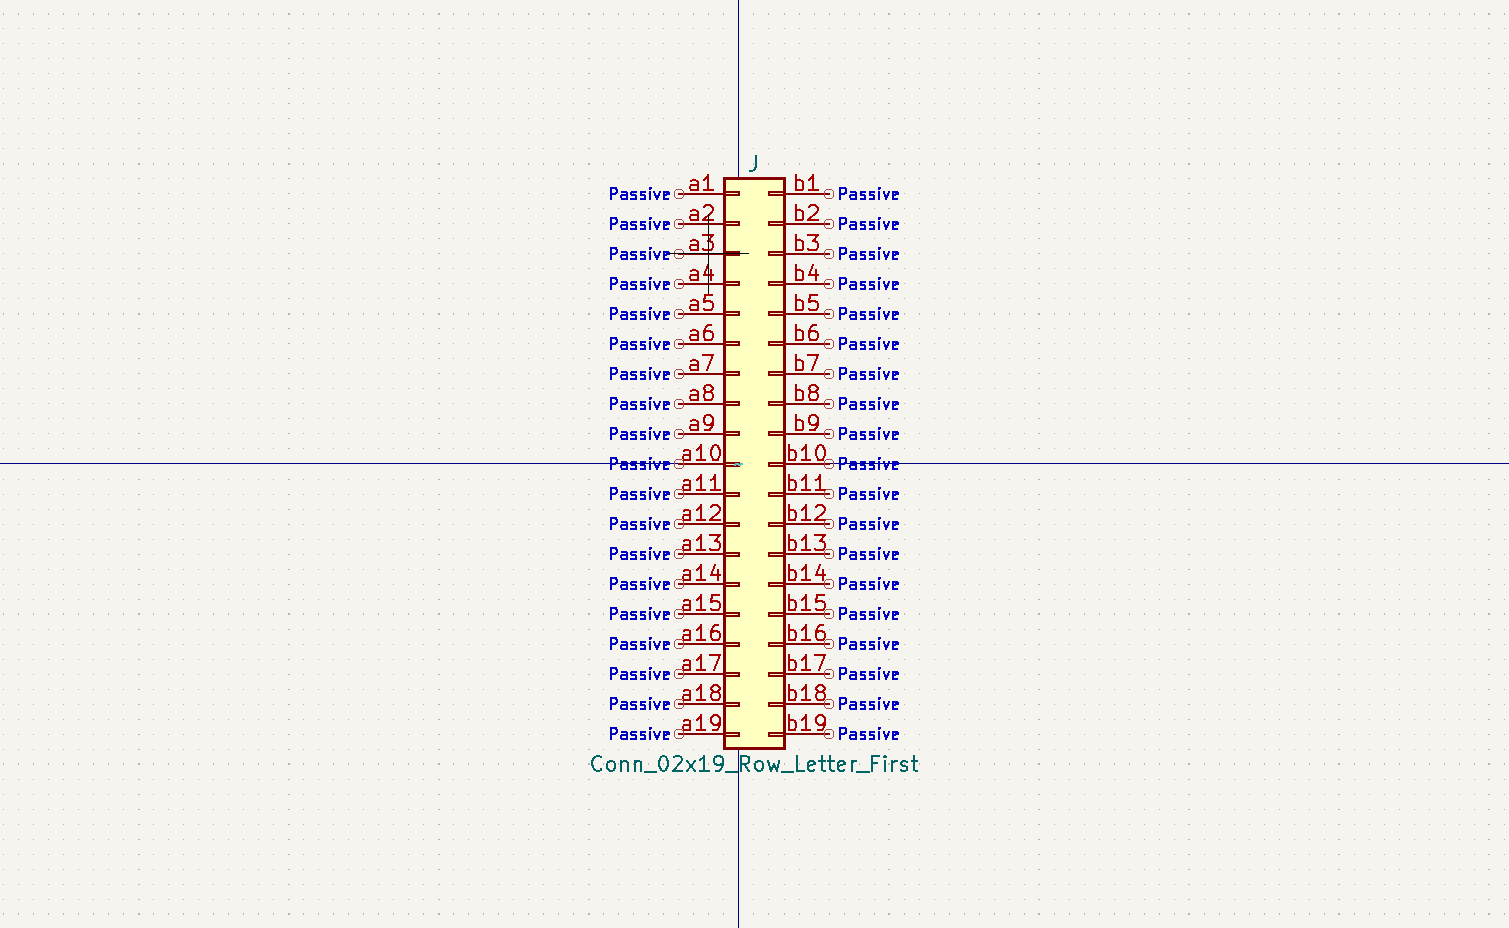 J
Passive a1 b1 Passive
Passive a2 b2 Passive
Passive a3 b3 Passive
Passive a4 b4 Passive
Passive a5 b5 Passive
Passive a6 b6 Passive
Passive a7 b7 Passive
Passive a8 b8 Passive
Passive a9 b9 Passive
Passive a10 b10 Passive
Passive a11 b11 Passive
Passive a12 b12 Passive
Passive a13 b13 Passive
Passive a14 b14 Passive
Passive a15 b15 Passive
Passive a16 b16 Passive
Passive a17 b17 Passive
Passive a18 b18 Passive
Passive a19 b19 Passive
Conn_02x19_Row_Letter_First